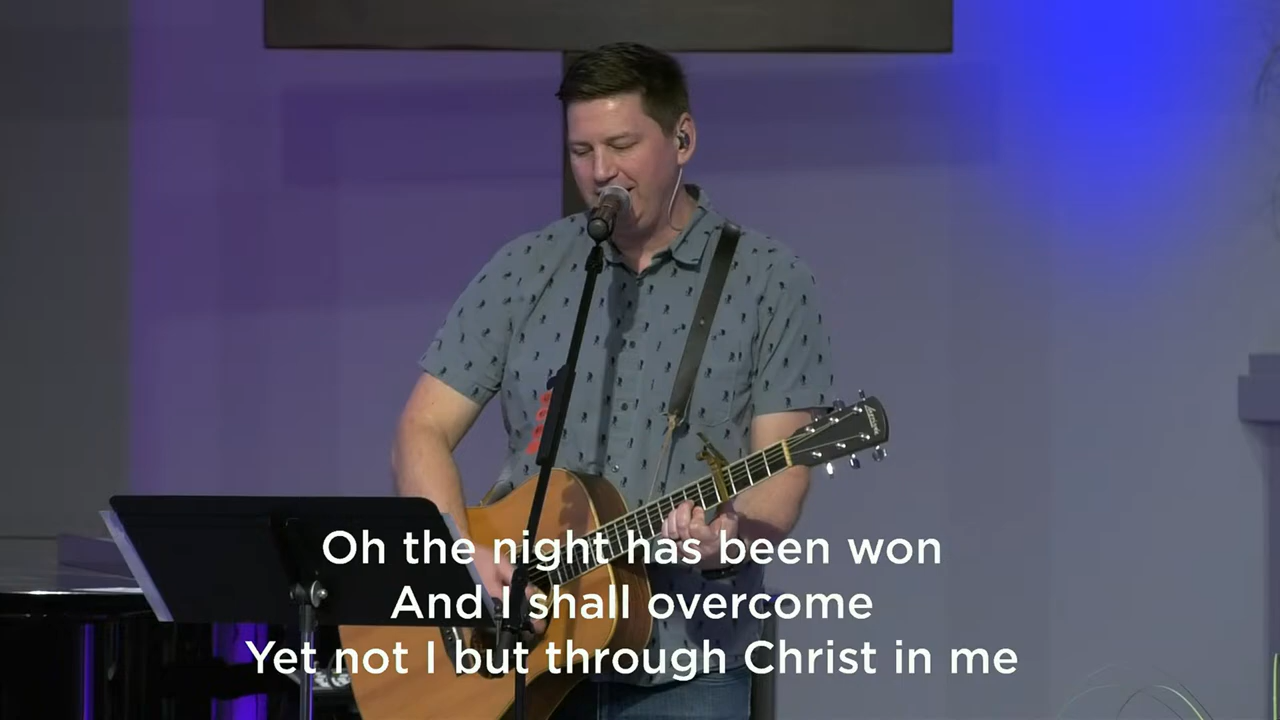 Oh the night has been won
And I shall overcome
Yet not I but through Christ in me